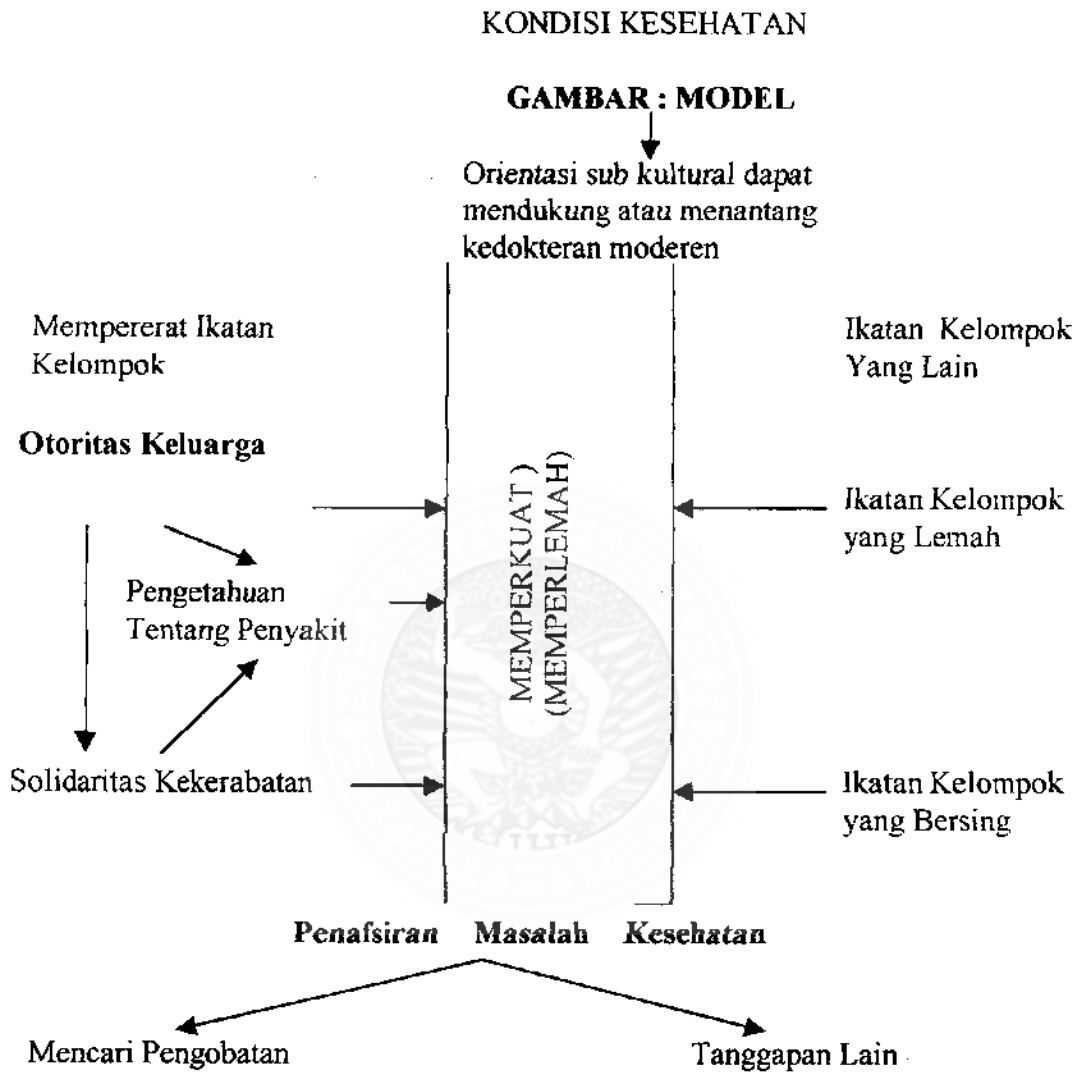 KONDISI KESEHATAN
GAMBAR : MODEL
Orientasi sub kultural dapat
mendukung atau menantang
kedokteran moderen
Mempererat Ikatan
Kelompok
Ikatan Kelompok
Yang Lain
Otoritas Keluarga
MEMPERKUAT )
(MEMPERLEMAH)
Ikatan Kelompok
yang Lemah
Pengetahuan
Tentang Penyakit
Solidaritas Kekerabatan
Ikatan Kelompok
yang Bersing
Penafsiran Masalah Kesehatan
Mencari Pengobatan
Tanggapan Lain